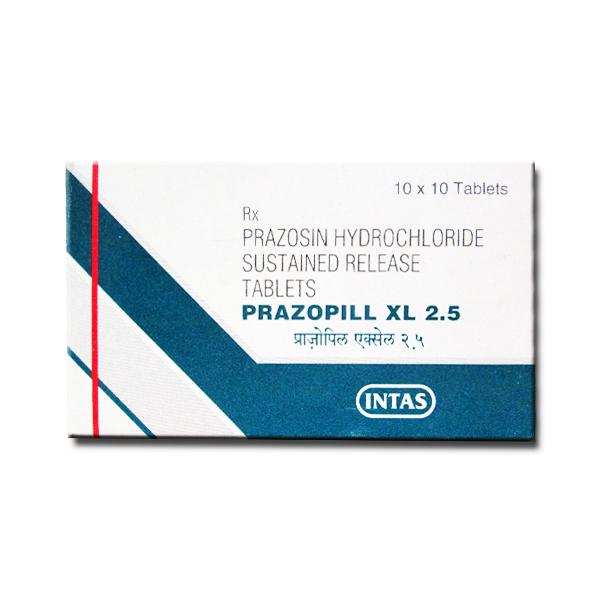 10 x 10 Tablets
Rx
PRAZOSIN HYDROCHLORIDE
SUSTAINED RELEASE
TABLETS
PRAZOPILL XL 2.5
प्राज़ोपिल एक्सेल २.५
INTAS